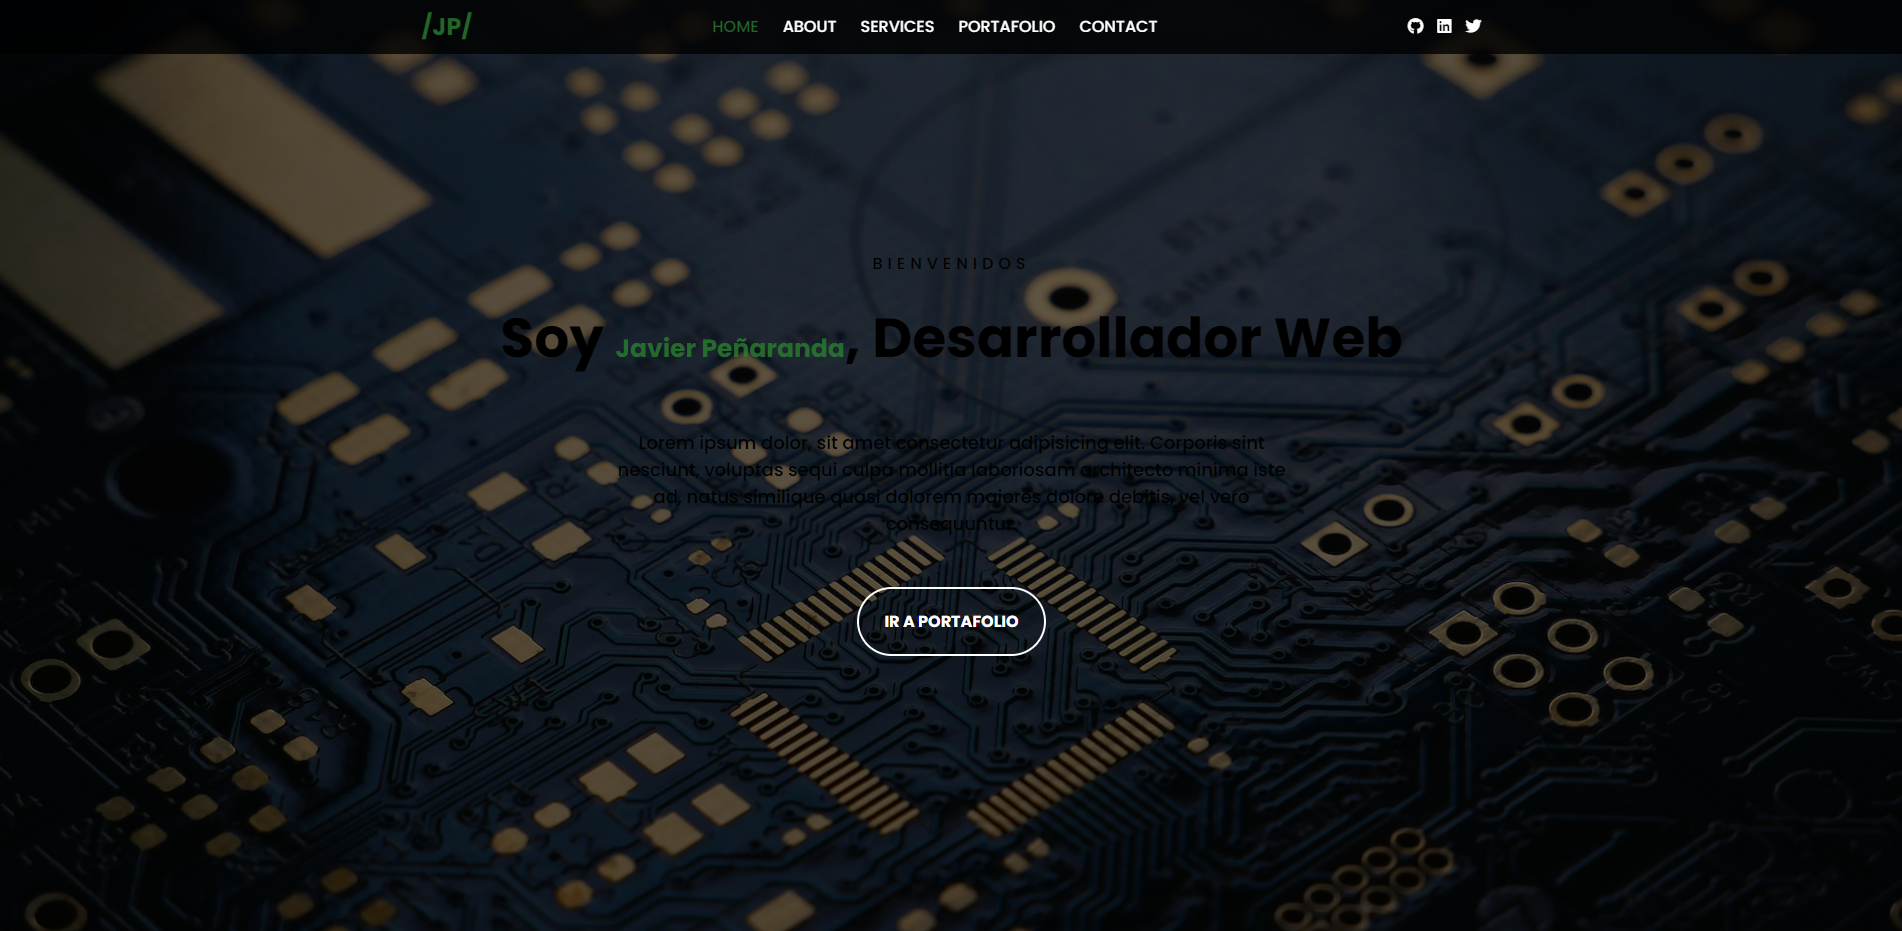 /JP/
HOME ABOUT SERVICES PORTAFOLIO CONTACT
BIENVENIDOS
Soy Javier Peñaranda, Desarrollador Web
Lorem ipsum dolor, sit amet consectetur adipisicing elit. Corporis sint
nesciunt, voluptas sequi culpa mollitia laboriosam architecto minima iste
ad, natus similique quasi dolorem maiores dolore debitis, vel vero
consequuntur.
IR A PORTAFOLIO